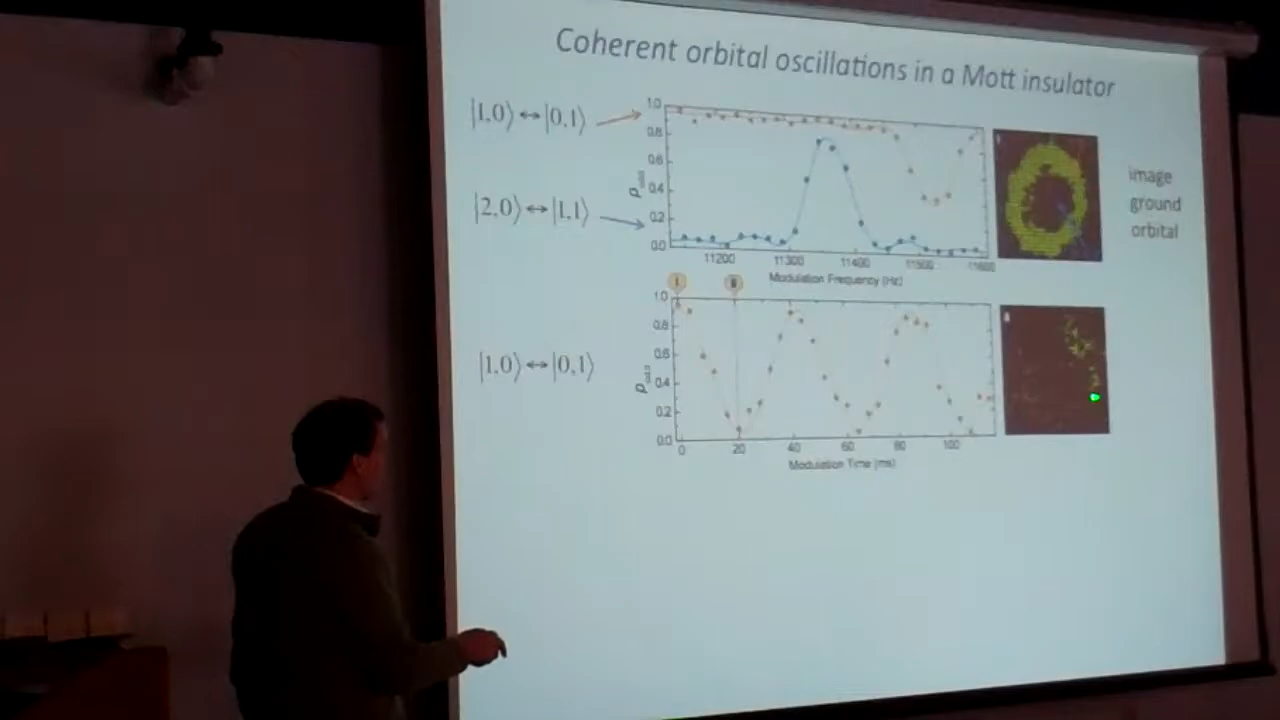 Coherent orbital oscillations in a Mott insulator
|1,0⟩↔|0,1⟩
|2,0⟩↔|1,1⟩
1.0
0.8
0.6
0.4
0.2
0.0
11200 11300 11400 11500 11600
Modulation Frequency (Hz)
image
ground
orbital
|1,0⟩↔|0,1⟩
1.0
0.8
0.6
0.4
0.2
0.0
0 20 40 60 80 100
Modulation Time (ms)